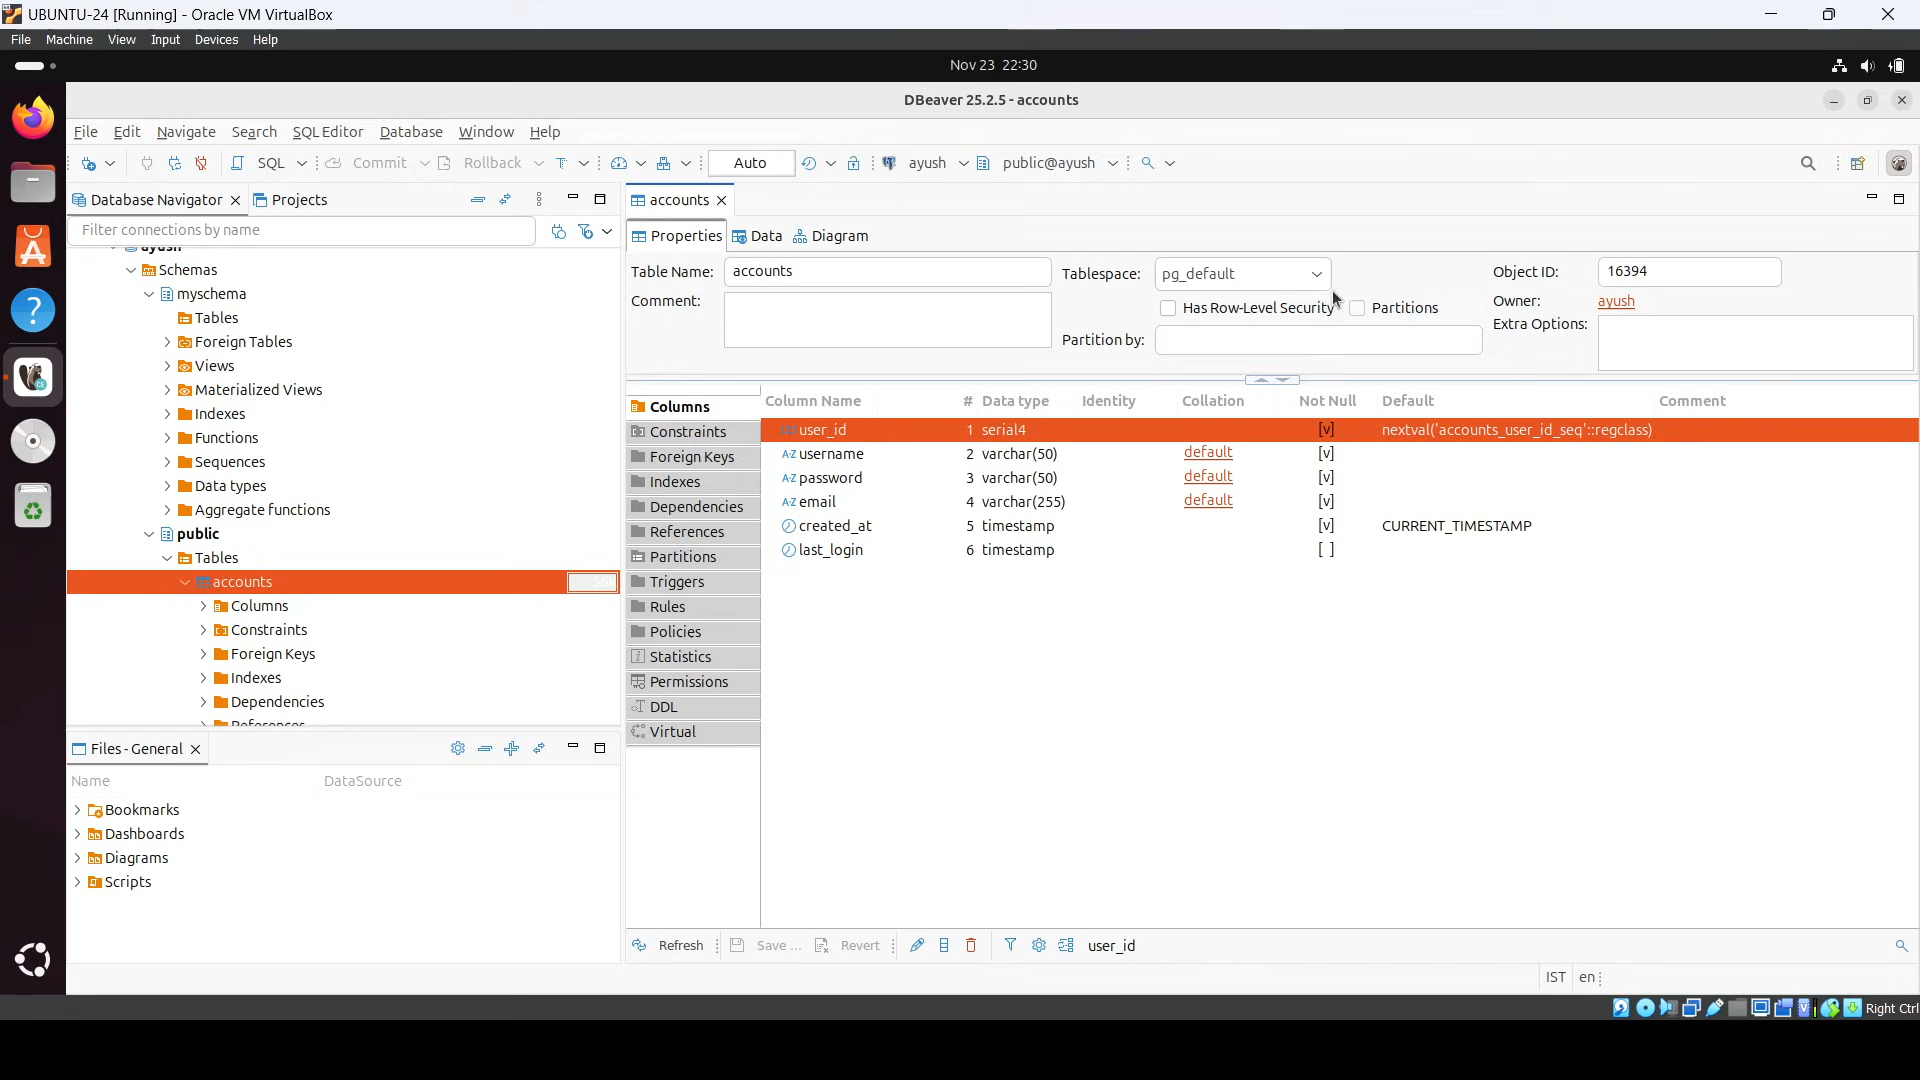 UBUNTU-24 [Running] - Oracle VM VirtualBox
File Machine View Input Devices Help
Nov 23 22:30
DBeaver 25.2.5 - accounts
File Edit Navigate Search SQL Editor Database Window Help
SQL Commit Rollback T Auto ayush public@ayush
Database Navigator Projects
Filter connections by name
ayush
Schemas
myschema
Tables
Foreign Tables
Views
Materialized Views
Indexes
Functions
Sequences
Data types
Aggregate functions
public
Tables
accounts
Columns
Constraints
Foreign Keys
Indexes
Dependencies
References
Files - General
Name DataSource
Bookmarks
Dashboards
Diagrams
Scripts
accounts
Properties Data Diagram
Table Name: accounts
Comment:
Tablespace: pg_default
Has Row-Level Security Partitions
Partition by:
Object ID: 16394
Owner: ayush
Extra Options:
Columns
Constraints
Foreign Keys
Indexes
Dependencies
References
Partitions
Triggers
Rules
Policies
Statistics
Permissions
DDL
Virtual
Column Name # Data type Identity Collation Not Null Default Comment
user_id 1 serial4 [v] nextval('accounts_user_id_seq'::regclass)
A-Z username 2 varchar(50) default [v]
A-Z password 3 varchar(50) default [v]
A-Z email 4 varchar(255) default [v]
created_at 5 timestamp [v] CURRENT_TIMESTAMP
last_login 6 timestamp [ ]
Refresh Save ... Revert user_id
IST en
Right Ctrl